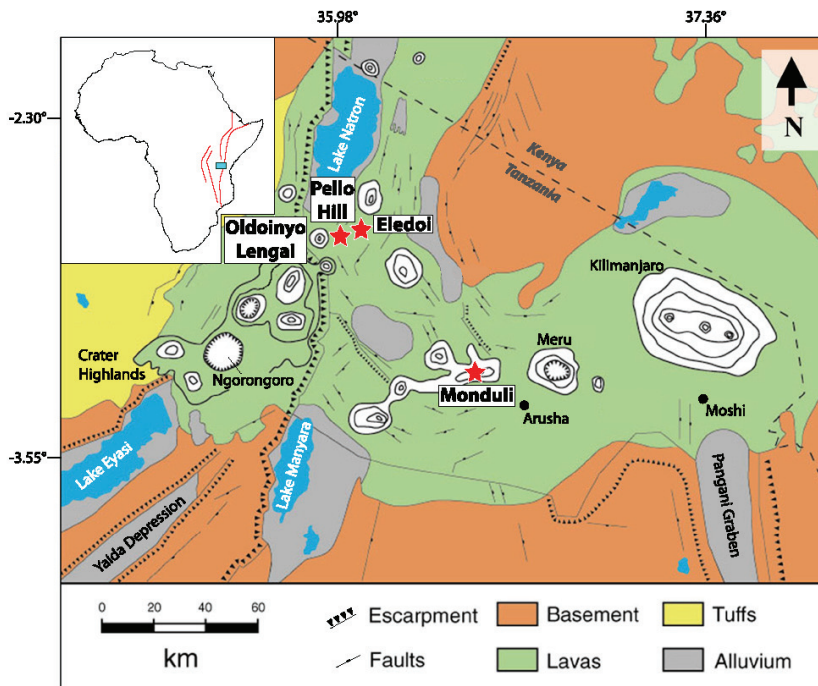 35.98°
37.36°
-2.30°
-3.55°
N
Lake Natron
Kenya
Tanzania
Pello
Hill
Eledoi
Oldoinyo
Lengai
Kilimanjaro
Crater
Highlands
Ngorongoro
Meru
Monduli
Arusha
Moshi
Lake Eyasi
Lake Manyara
Yaida Depression
Pangani Graben
0 20 40 60
km
Escarpment
Faults
Basement
Lavas
Tuffs
Alluvium